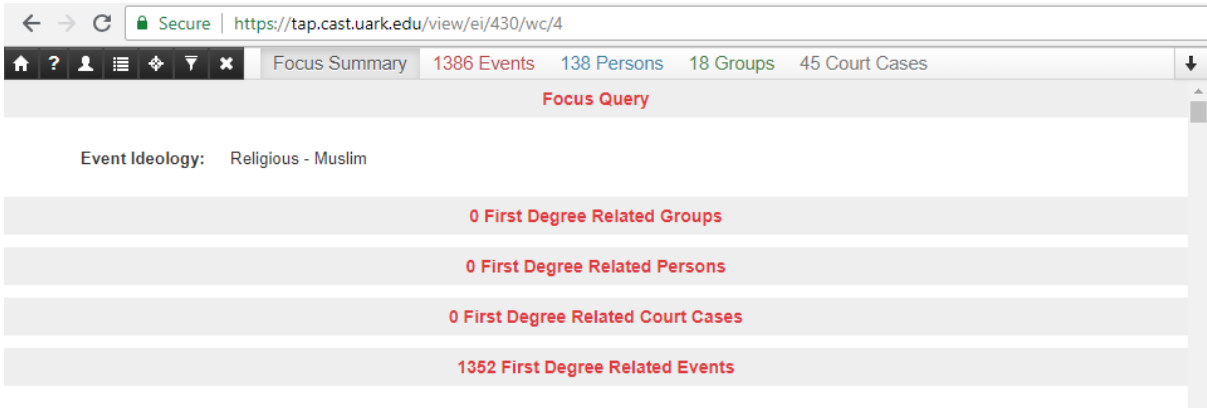 Secure | https://tap.cast.uark.edu/view/ei/430/wc/4
? Focus Summary 1386 Events 138 Persons 18 Groups 45 Court Cases
Focus Query
Event Ideology: Religious - Muslim
0 First Degree Related Groups
0 First Degree Related Persons
0 First Degree Related Court Cases
1352 First Degree Related Events